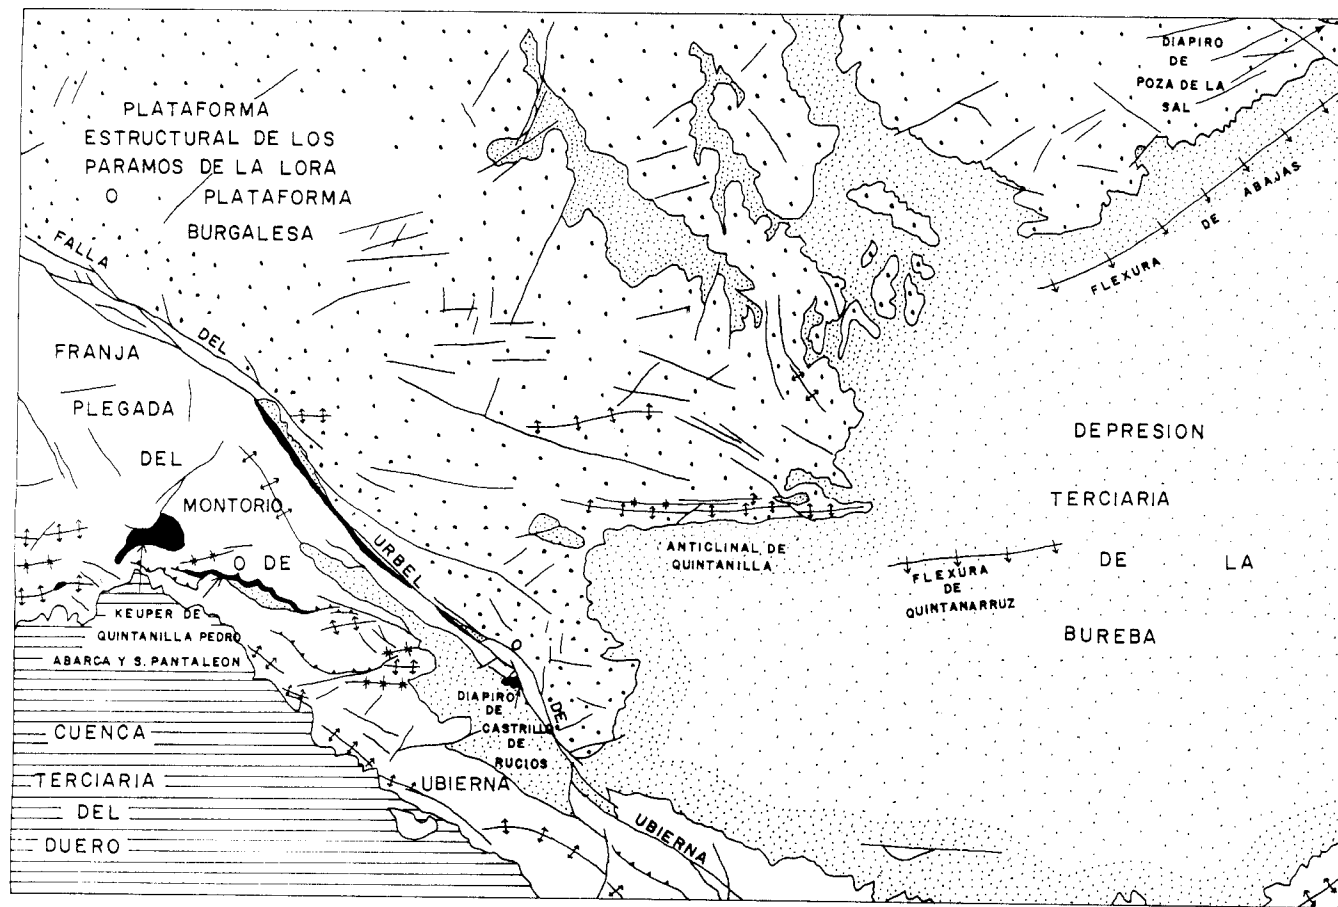 DIAPIRO
DE
POZA DE LA
SAL
PLATAFORMA
ESTRUCTURAL DE LOS
PARAMOS DE LA LORA
O PLATAFORMA
BURGALESA
FLEXURA DE ABAJAS
FALLA DEL URBEL O DE UBIERNA
FRANJA
PLEGADA
DEL
MONTORIO
O DE
UBIERNA
DEPRESION
TERCIARIA
DE LA
BUREBA
ANTICLINAL DE
QUINTANILLA
FLEXURA
DE
QUINTANARRUZ
KEUPER DE
QUINTANILLA PEDRO
ABARCA Y S. PANTALEON
DIAPIRO
DE
CASTRILLO
DE
RUCIOS
CUENCA
TERCIARIA
DEL
DUERO